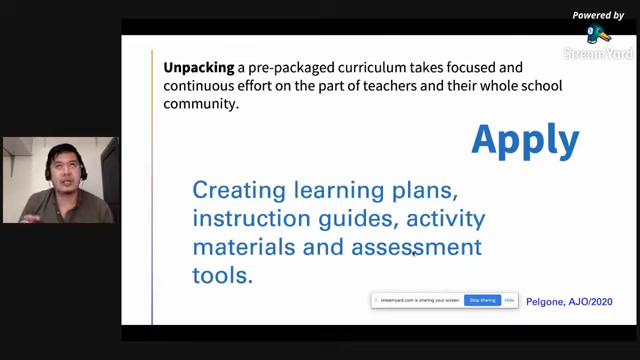 Powered by
StreamYard
Unpacking a pre-packaged curriculum takes focused and
continuous effort on the part of teachers and their whole school
community.
Apply
Creating learning plans,
instruction guides, activity
materials and assessment
tools.
streamyard.com is sharing your screen.
Stop sharing
Hide
Pelgone, AJO/2020